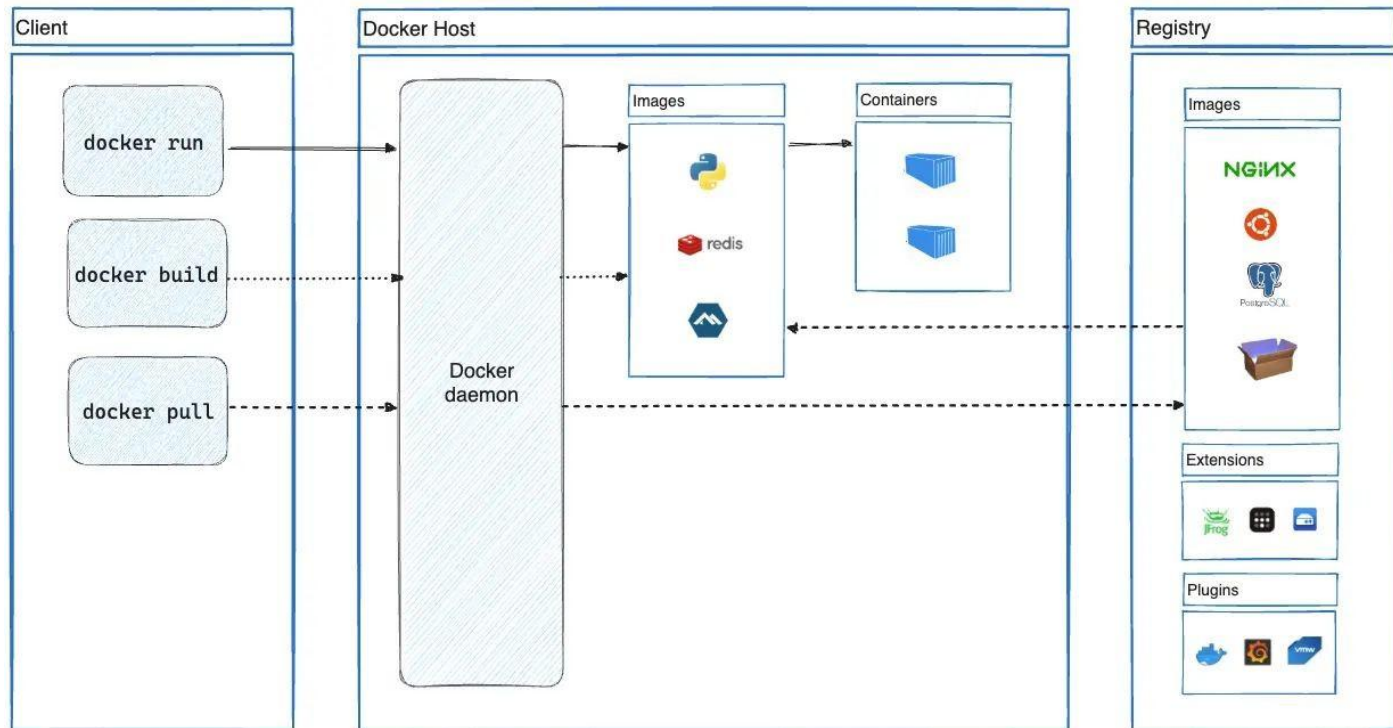 Client
docker run
docker build
docker pull
Docker Host
Docker
daemon
Images
redis
Containers
Registry
Images
NGINX
PostgreSQL
Extensions
JFrog
Plugins
vmw